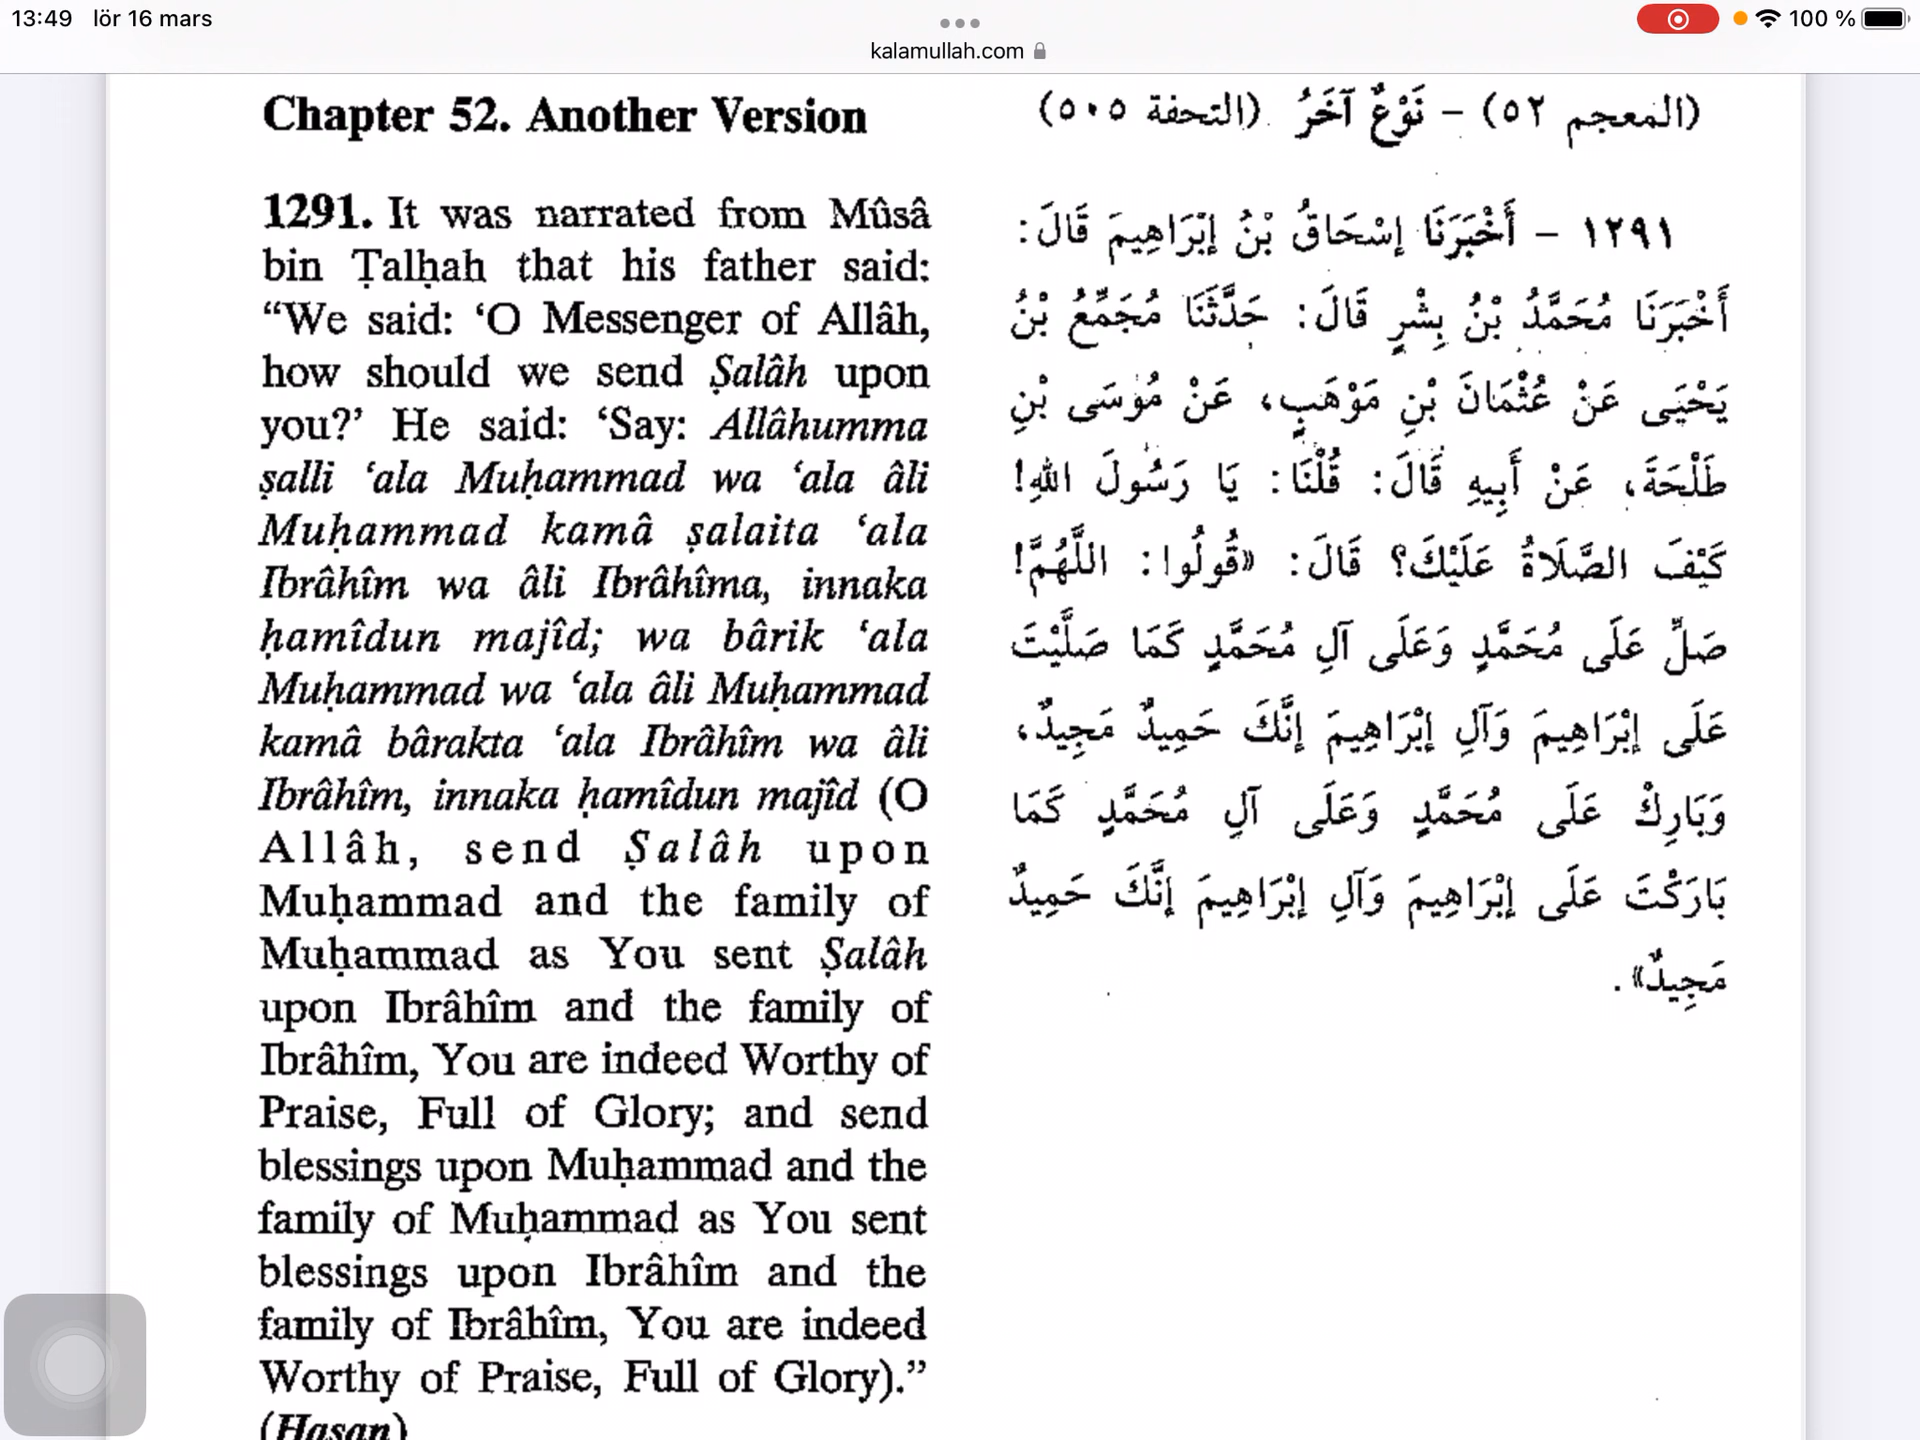 13:49 lör 16 mars
100 %
kalamullah.com
Chapter 52. Another Version
(المعجم ٥٢) - نَوْعٌ آخَرُ (التحفة ٥٠٥)
1291. It was narrated from Mûsâ
bin Ṭalḥah that his father said:
“We said: ‘O Messenger of Allâh,
how should we send Ṣalâh upon
you?’ He said: ‘Say: Allâhumma
ṣalli ‘ala Muḥammad wa ‘ala âli
Muḥammad kamâ ṣalaita ‘ala
Ibrâhîm wa âli Ibrâhîma, innaka
ḥamîdun majîd; wa bârik ‘ala
Muḥammad wa ‘ala âli Muḥammad
kamâ bârakta ‘ala Ibrâhîm wa âli
Ibrâhîm, innaka ḥamîdun majîd (O
Allâh, send Ṣalâh upon
Muḥammad and the family of
Muḥammad as You sent Ṣalâh
upon Ibrâhîm and the family of
Ibrâhîm, You are indeed Worthy of
Praise, Full of Glory; and send
blessings upon Muḥammad and the
family of Muḥammad as You sent
blessings upon Ibrâhîm and the
family of Ibrâhîm, You are indeed
Worthy of Praise, Full of Glory).”
(Hasan)
١٢٩١ - أَخْبَرَنَا إِسْحَاقُ بْنُ إِبْرَاهِيمَ قَالَ:
أَخْبَرَنَا مُحَمَّدُ بْنُ بِشْرٍ قَالَ: حَدَّثَنَا مُجَمِّعُ بْنُ
يَحْيَى عَنْ عُثْمَانَ بْنِ مَوْهَبٍ، عَنْ مُوْسَى بْنِ
طَلْحَةَ، عَنْ أَبِيهِ قَالَ: قُلْنَا: يَا رَسُولَ اللهِ!
كَيْفَ الصَّلَاةُ عَلَيْكَ؟ قَالَ: «قُولُوا: اللَّهُمَّ!
صَلِّ عَلَى مُحَمَّدٍ وَعَلَى آلِ مُحَمَّدٍ كَمَا صَلَّيْتَ
عَلَى إِبْرَاهِيمَ وَآلِ إِبْرَاهِيمَ إِنَّكَ حَمِيدٌ مَجِيدٌ،
وَبَارِكْ عَلَى مُحَمَّدٍ وَعَلَى آلِ مُحَمَّدٍ كَمَا
بَارَكْتَ عَلَى إِبْرَاهِيمَ وَآلِ إِبْرَاهِيمَ إِنَّكَ حَمِيدٌ
مَجِيدٌ».